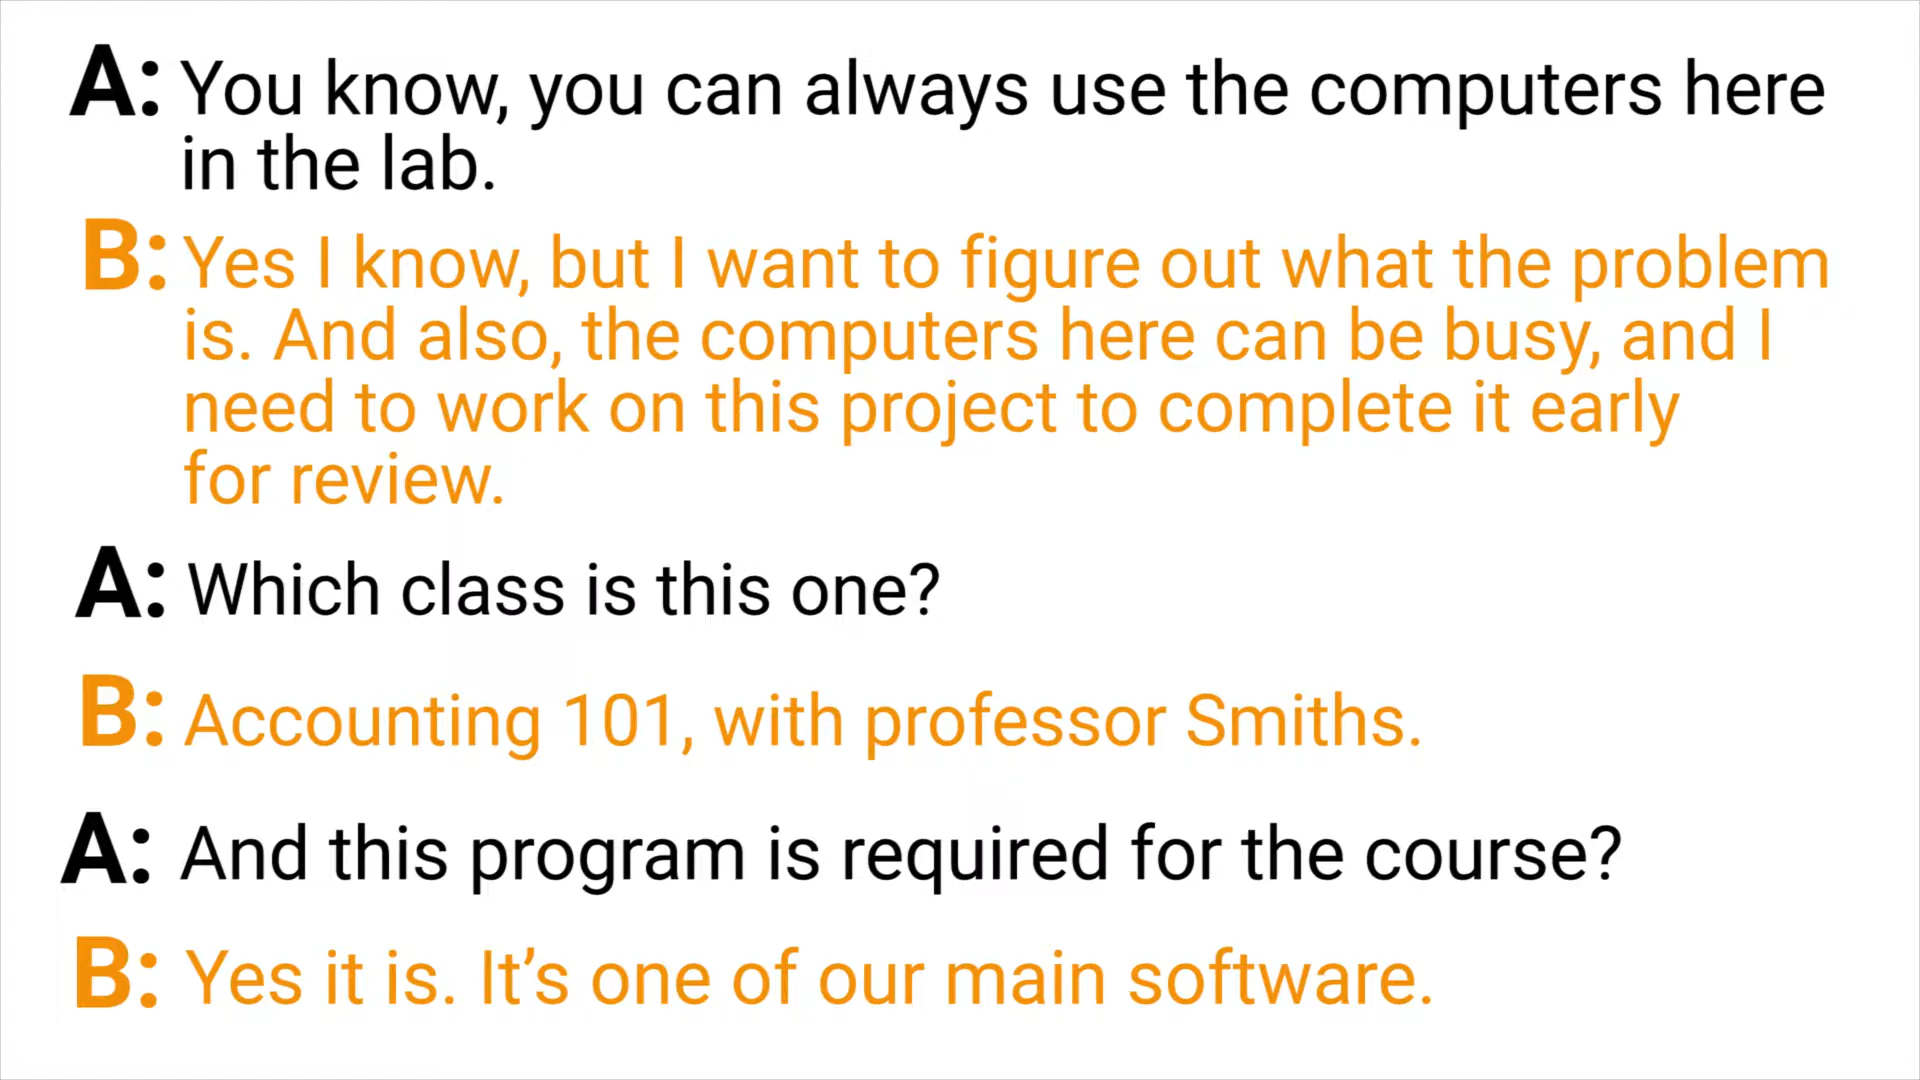 A: You know, you can always use the computers here
in the lab.
B: Yes I know, but I want to figure out what the problem
is. And also, the computers here can be busy, and I
need to work on this project to complete it early
for review.
A: Which class is this one?
B: Accounting 101, with professor Smiths.
A: And this program is required for the course?
B: Yes it is. It’s one of our main software.